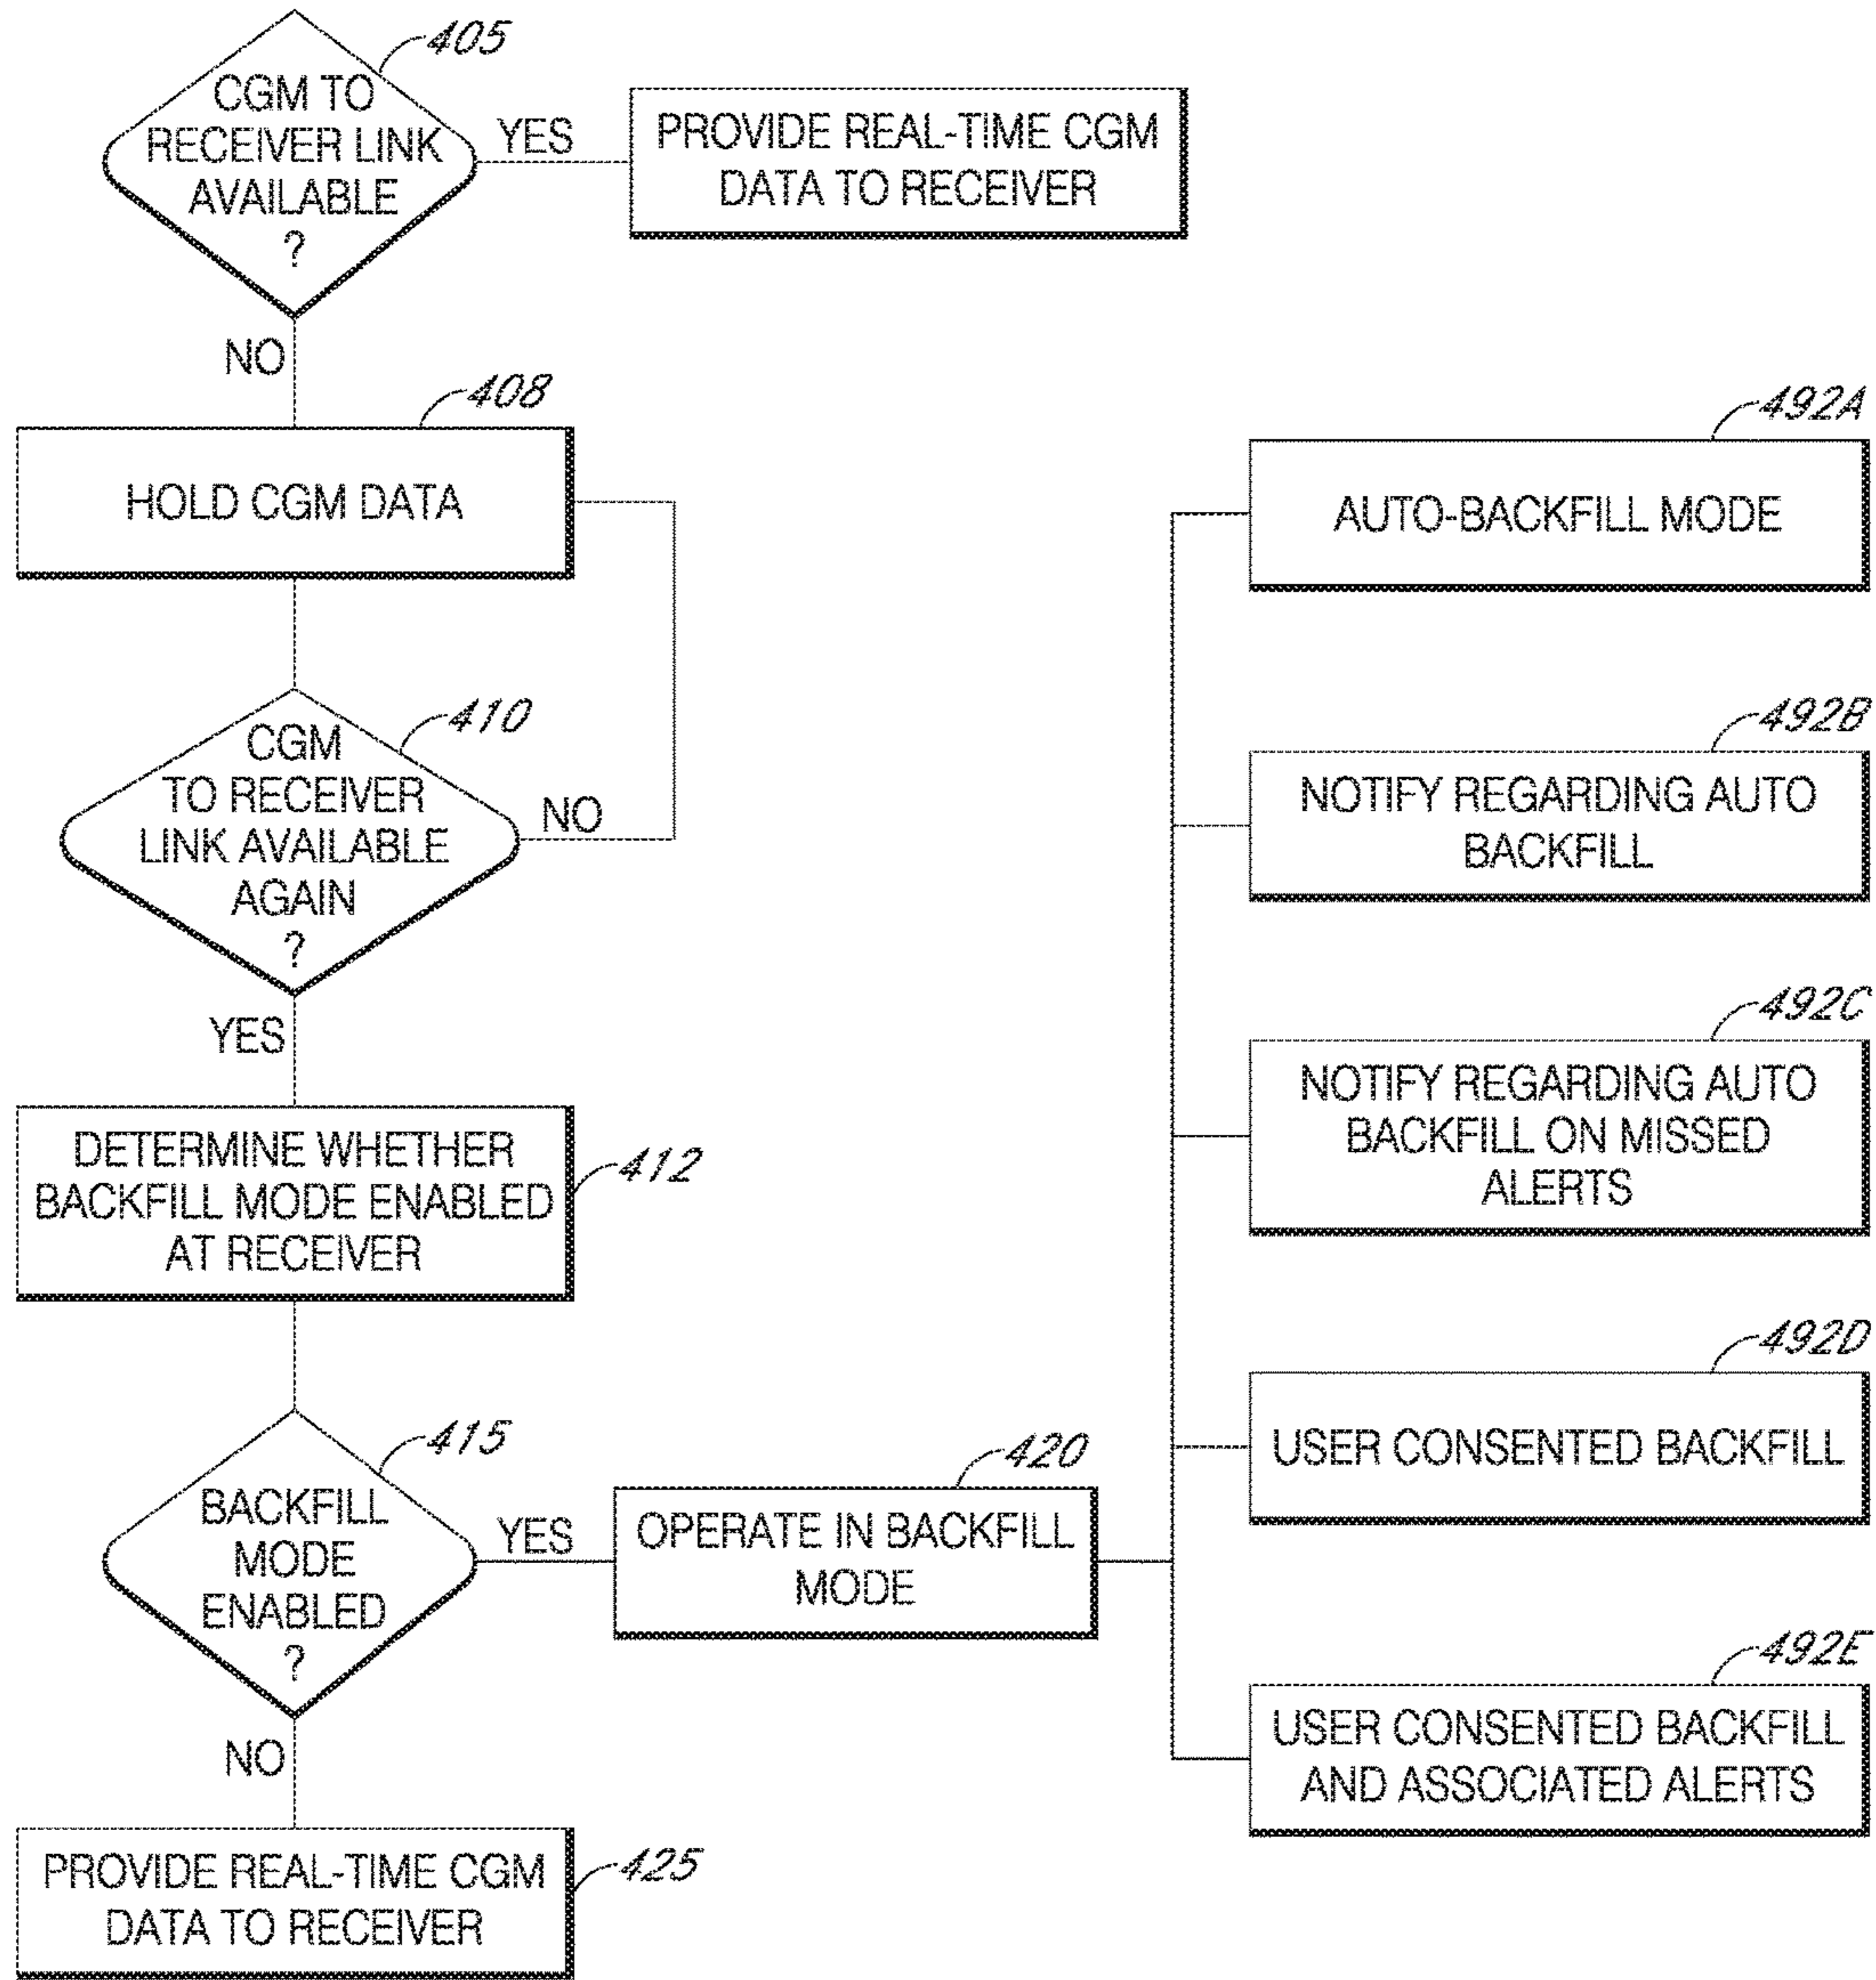 405
CGM TO
RECEIVER LINK
AVAILABLE
?
YES
PROVIDE REAL-TIME CGM
DATA TO RECEIVER
NO
408
HOLD CGM DATA
410
CGM
TO RECEIVER
LINK AVAILABLE
AGAIN
?
NO
YES
412
DETERMINE WHETHER
BACKFILL MODE ENABLED
AT RECEIVER
415
BACKFILL
MODE
ENABLED
?
YES
420
OPERATE IN BACKFILL
MODE
NO
425
PROVIDE REAL-TIME CGM
DATA TO RECEIVER
492A
AUTO-BACKFILL MODE
492B
NOTIFY REGARDING AUTO
BACKFILL
492C
NOTIFY REGARDING AUTO
BACKFILL ON MISSED
ALERTS
492D
USER CONSENTED BACKFILL
492E
USER CONSENTED BACKFILL
AND ASSOCIATED ALERTS